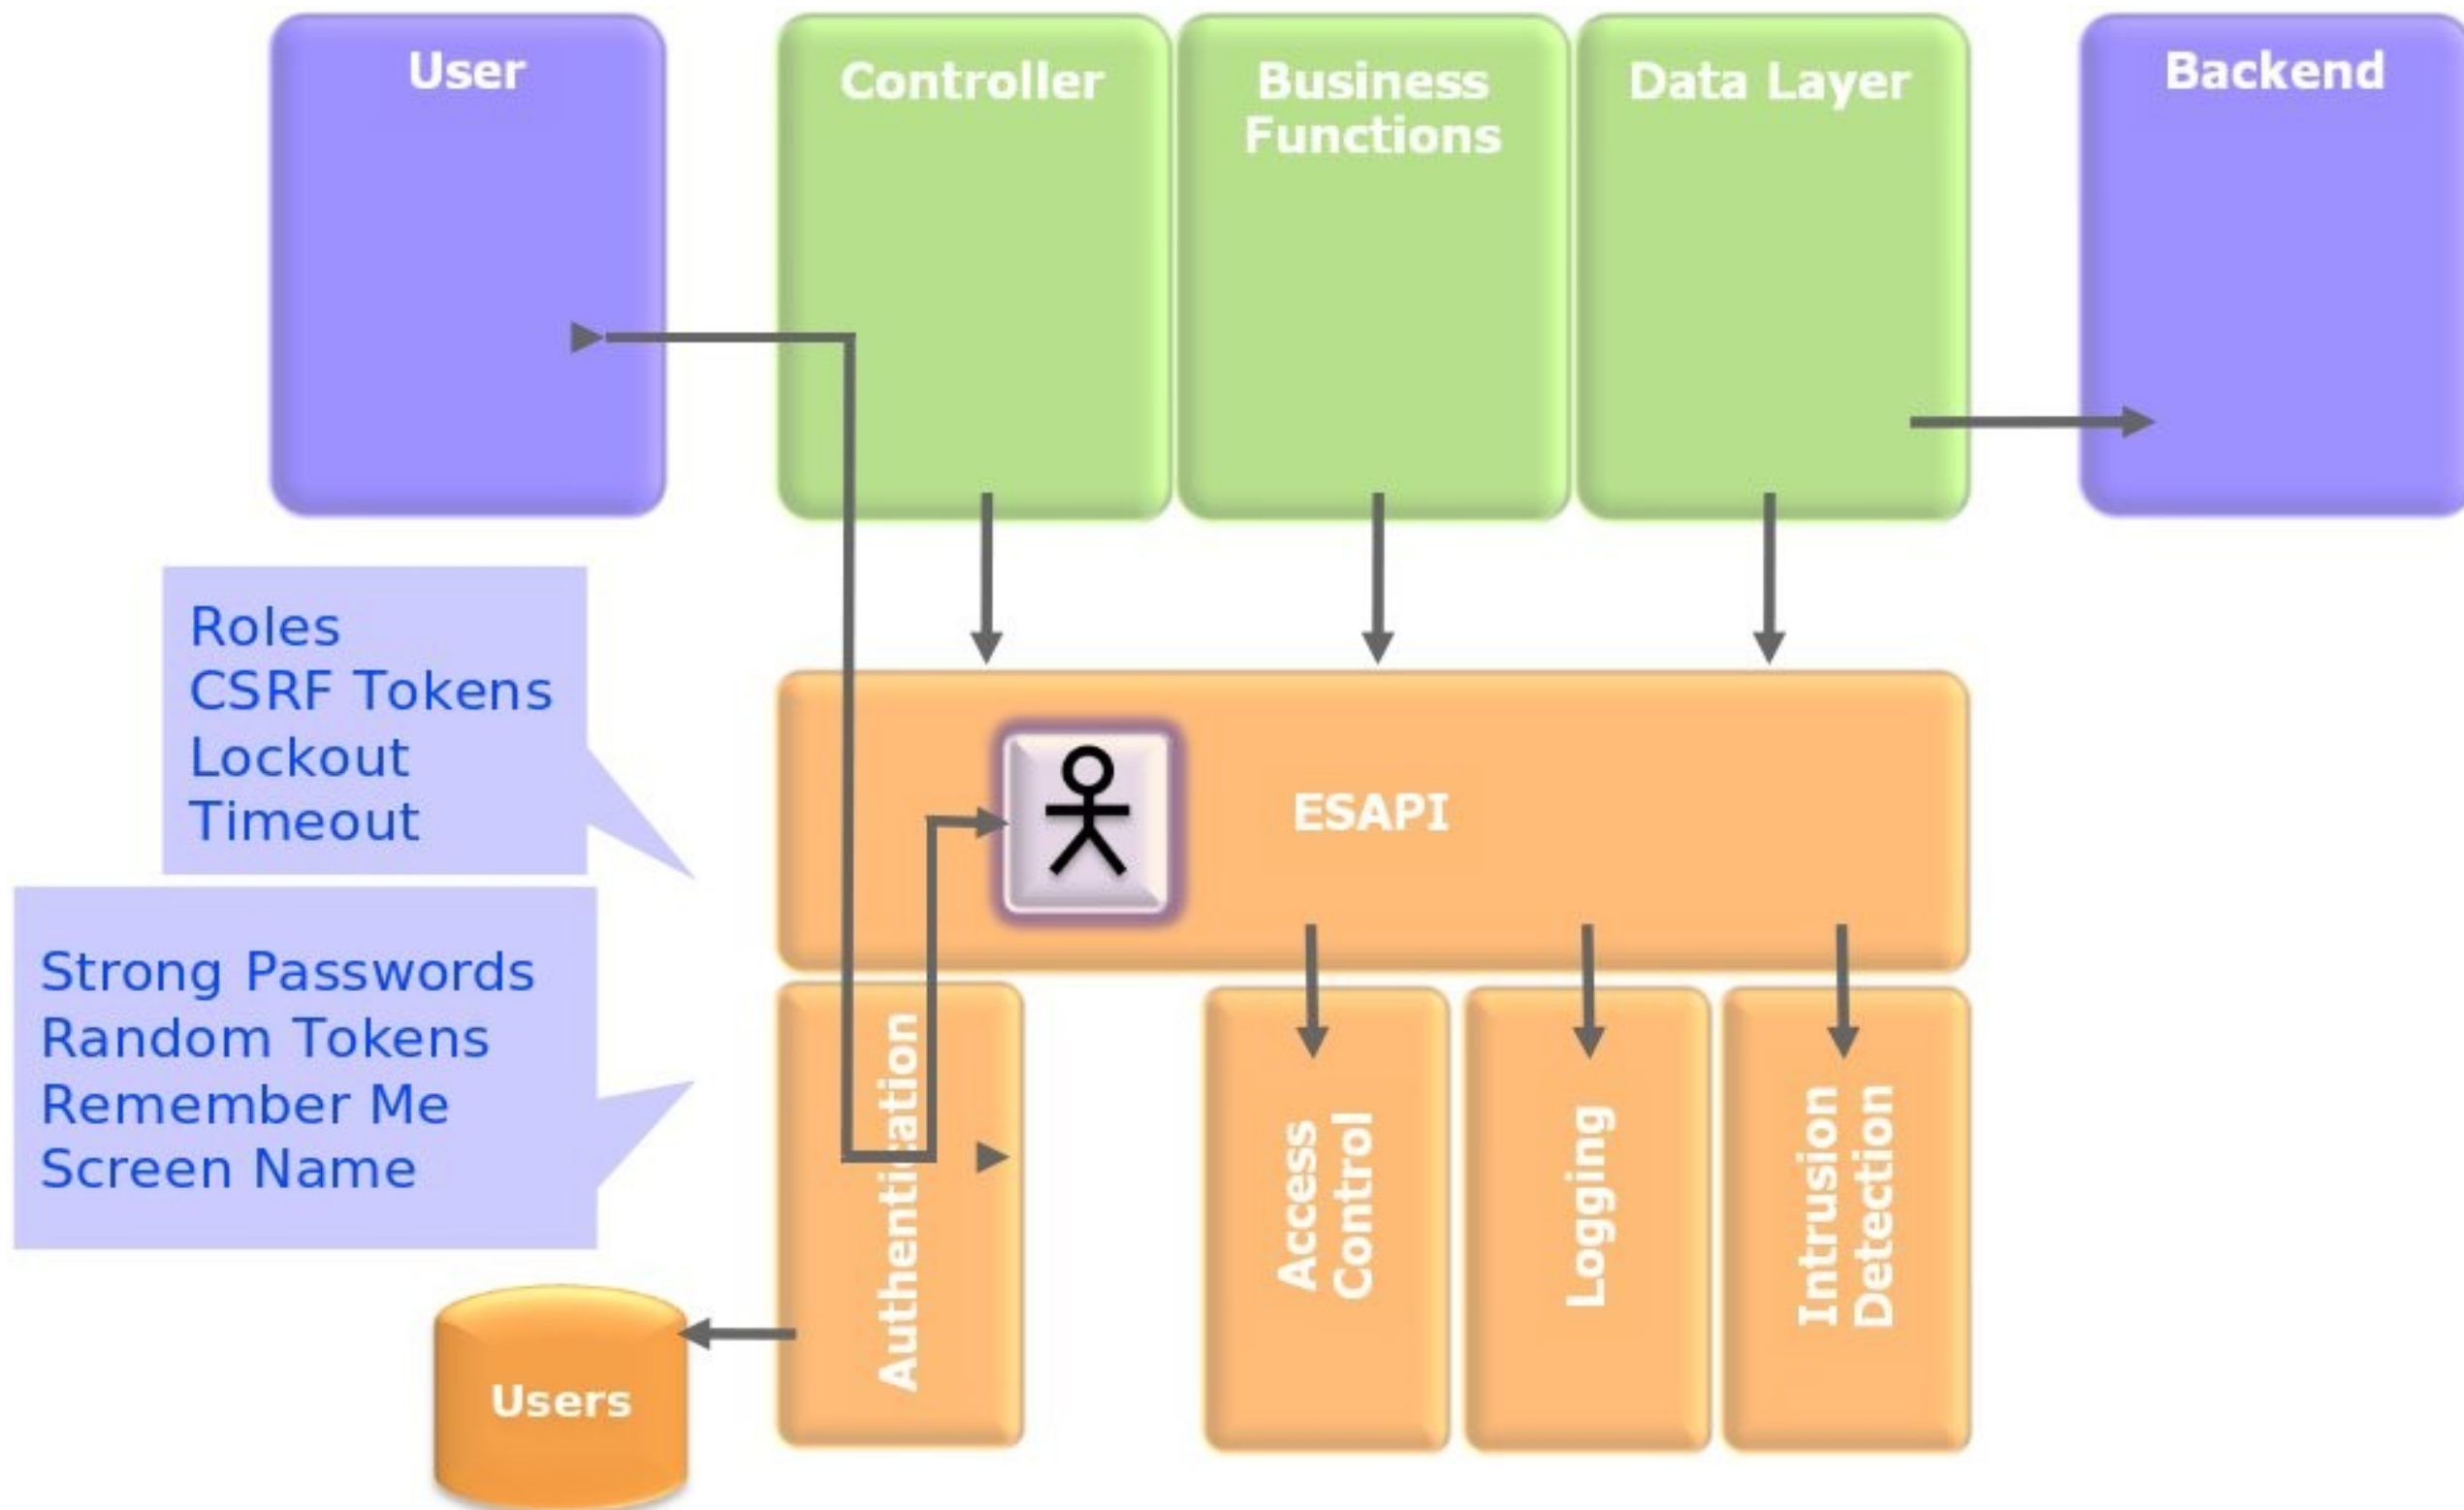 User
Controller
Business
Functions
Data Layer
Backend
Roles
CSRF Tokens
Lockout
Timeout
ESAPI
Strong Passwords
Random Tokens
Remember Me
Screen Name
Authentication
Access
Control
Logging
Intrusion
Detection
Users